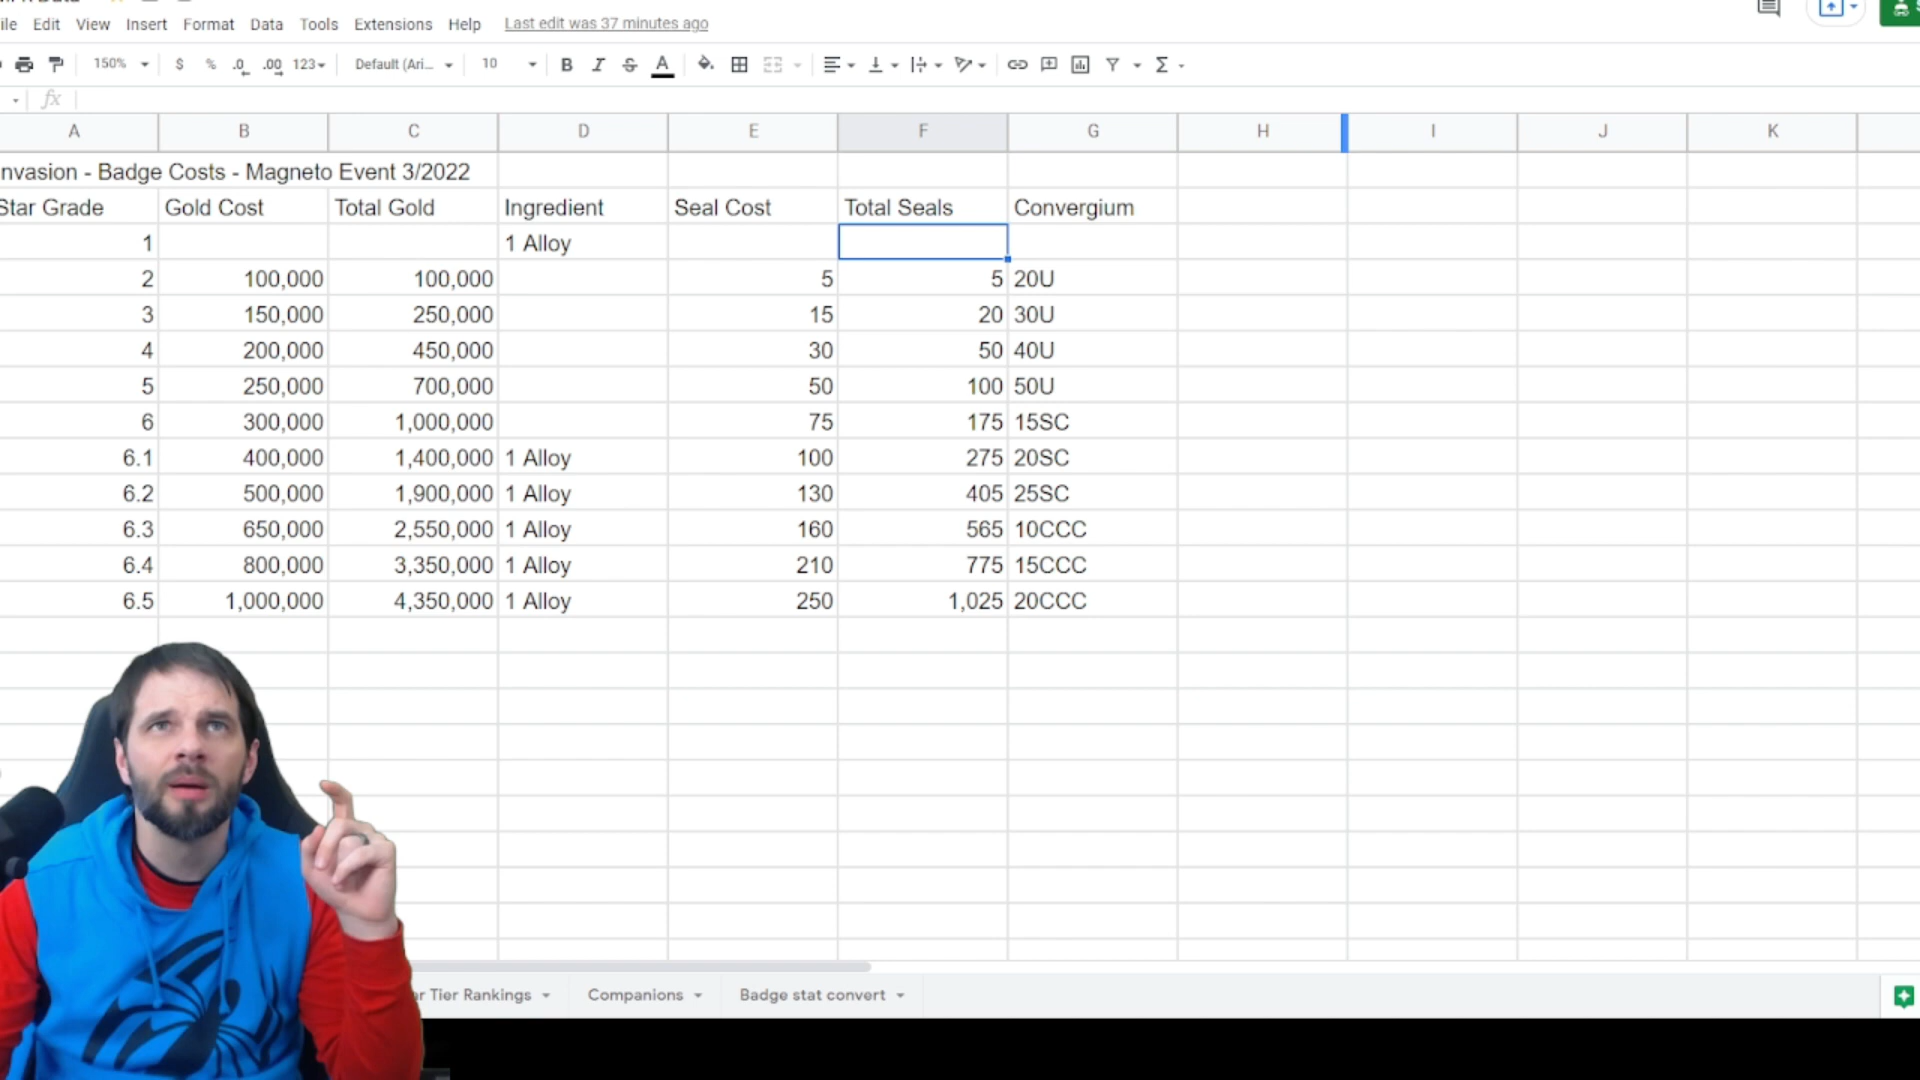 Edit View Insert Format Data Tools Extensions Help Last edit was 37 minutes ago
150% $ % .0 .00 123 Default (Ari... 10 B I S A Σ
fx
A B C D E F G H I J K
nvasion - Badge Costs - Magneto Event 3/2022
Star Grade Gold Cost Total Gold Ingredient Seal Cost Total Seals Convergium
1 1 Alloy
2 100,000 100,000 5 5 20U
3 150,000 250,000 15 20 30U
4 200,000 450,000 30 50 40U
5 250,000 700,000 50 100 50U
6 300,000 1,000,000 75 175 15SC
6.1 400,000 1,400,000 1 Alloy 100 275 20SC
6.2 500,000 1,900,000 1 Alloy 130 405 25SC
6.3 650,000 2,550,000 1 Alloy 160 565 10CCC
6.4 800,000 3,350,000 1 Alloy 210 775 15CCC
6.5 1,000,000 4,350,000 1 Alloy 250 1,025 20CCC
Tier Rankings Companions Badge stat convert